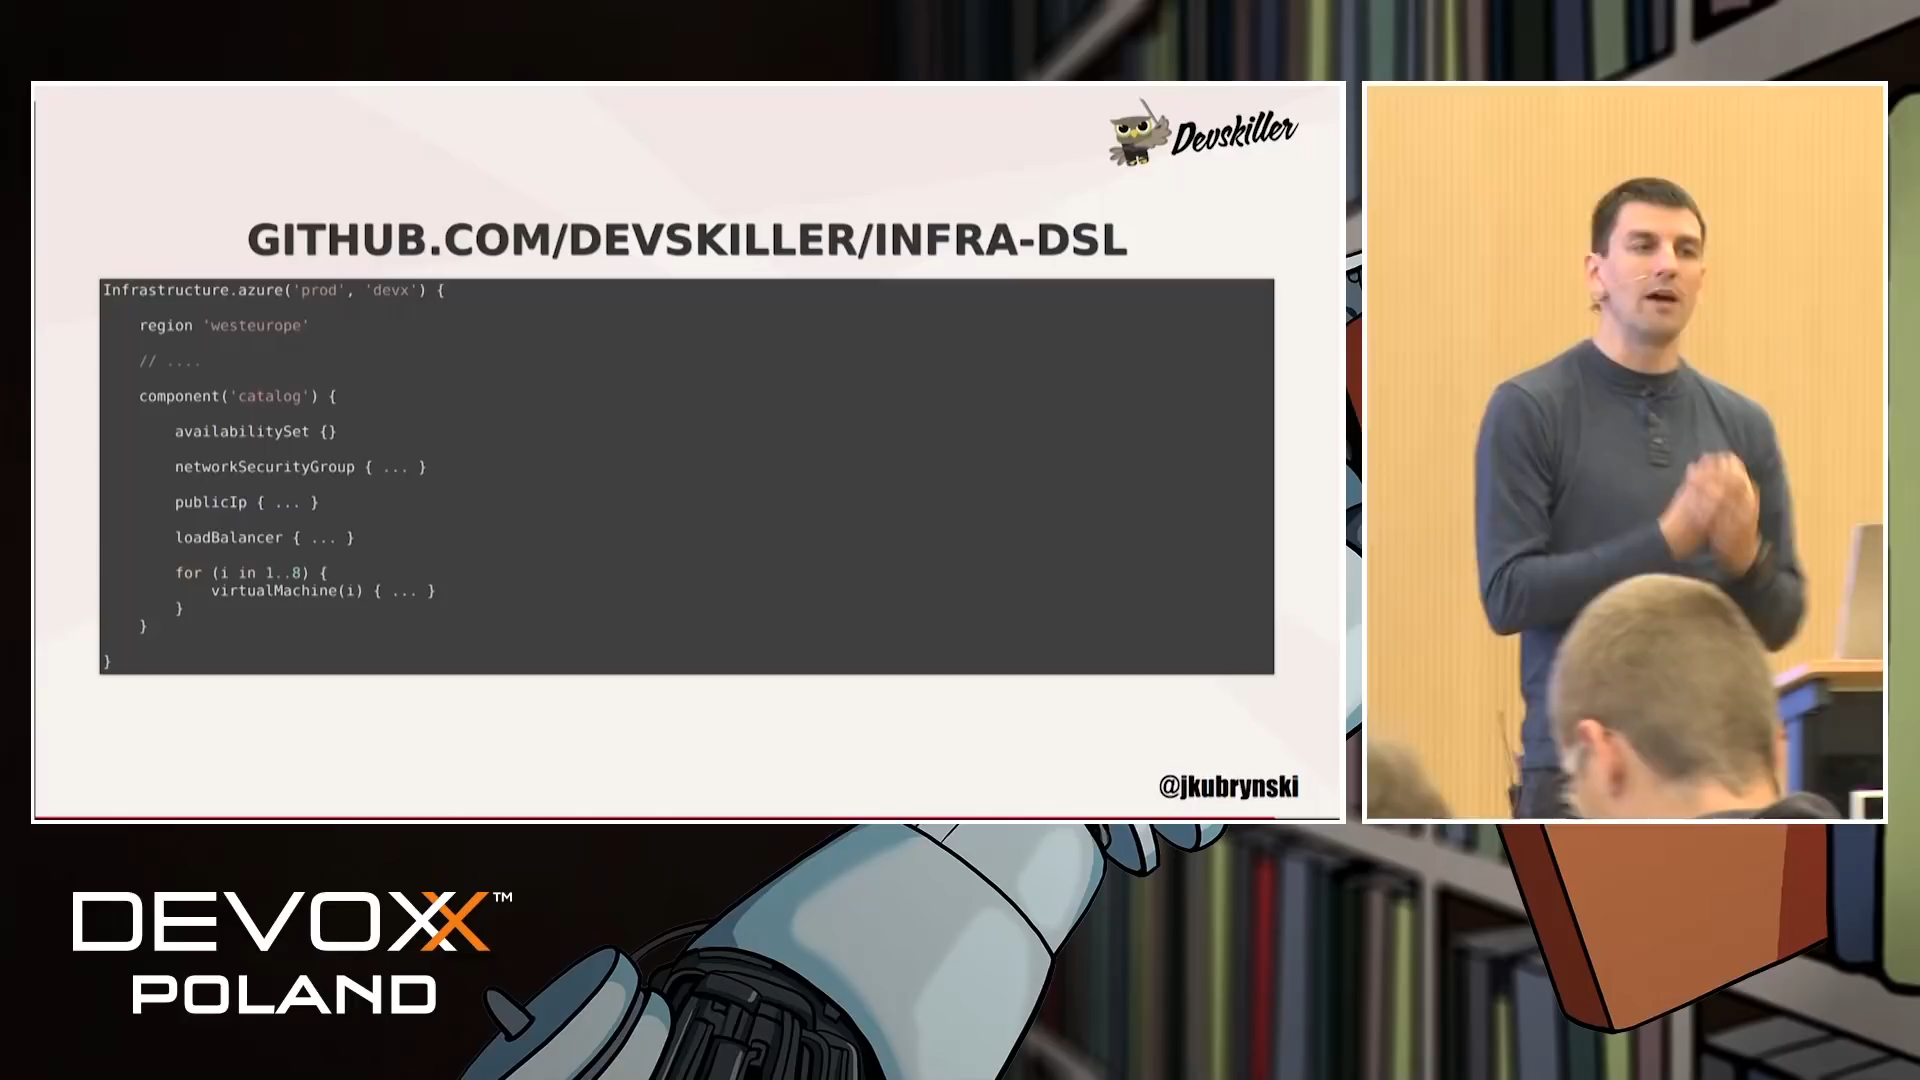 Devskiller
GITHUB.COM/DEVSKILLER/INFRA-DSL
Infrastructure.azure('prod', 'devx') {
region 'westeurope'
// ....
component('catalog') {
availabilitySet {}
networkSecurityGroup { ... }
publicIp { ... }
loadBalancer { ... }
for (i in 1..8) {
virtualMachine(i) { ... }
}
}
}
@jkubrynski
DEVOXX™
POLAND